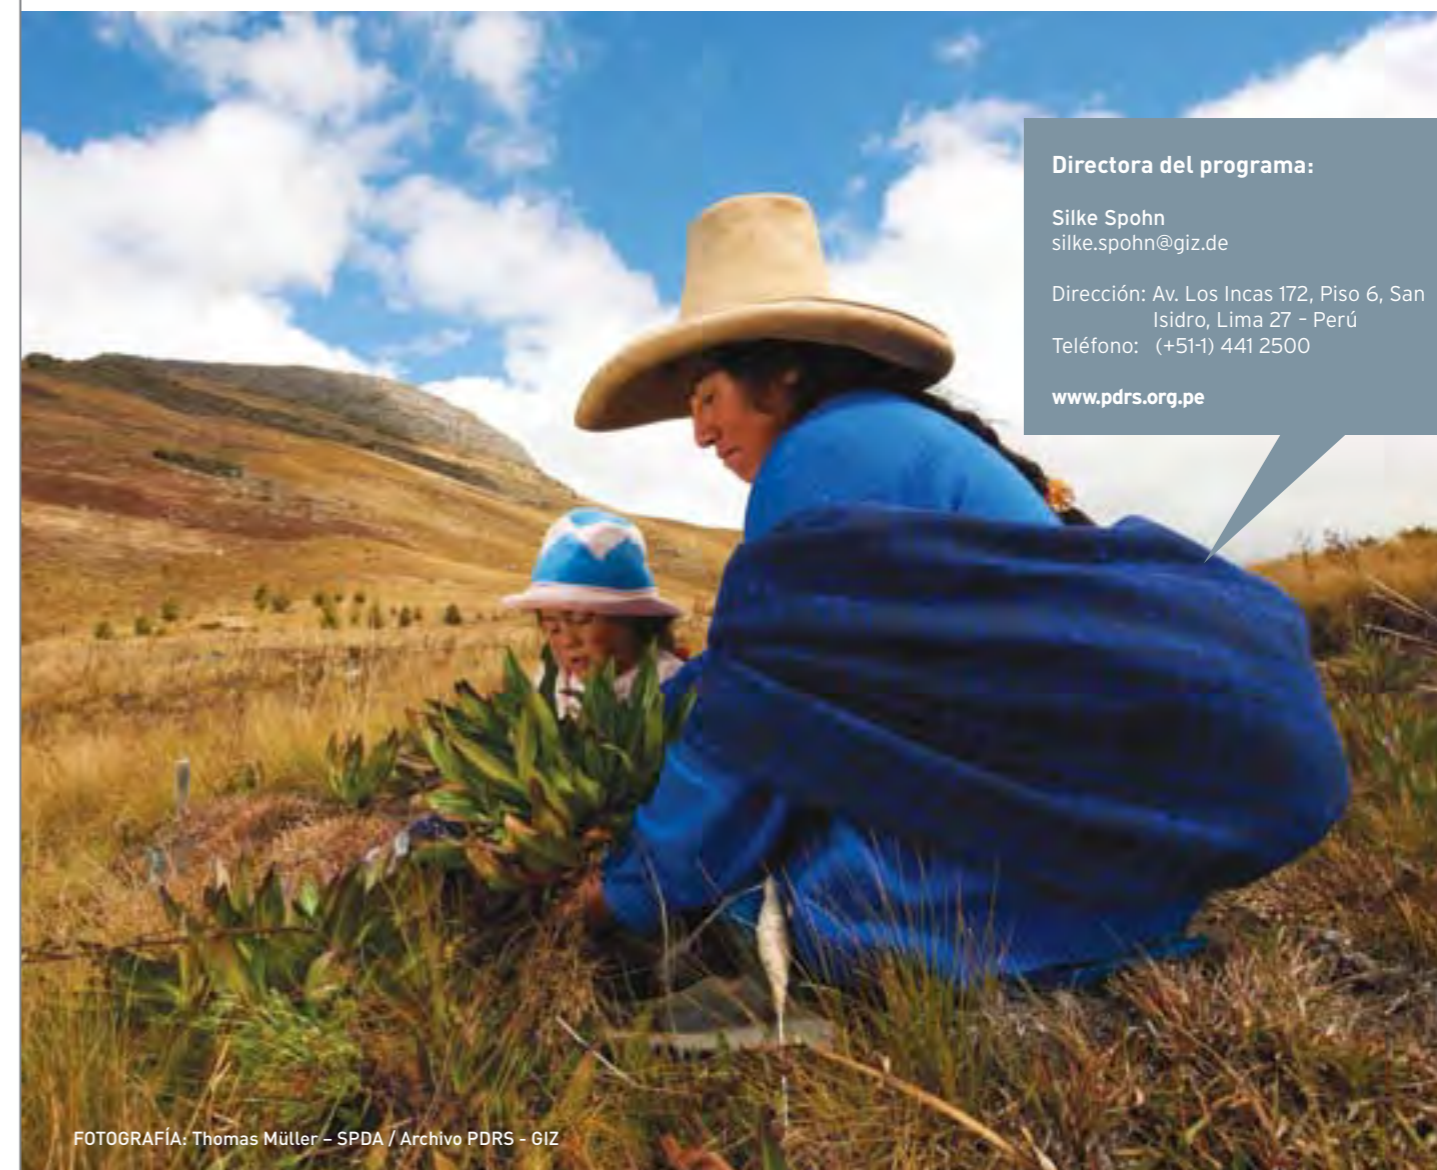 Directora del programa:
Silke Spohn
silke.spohn@giz.de
Dirección: Av. Los Incas 172, Piso 6, San
Isidro, Lima 27 – Perú
Teléfono: (+51-1) 441 2500
www.pdrs.org.pe
FOTOGRAFÍA: Thomas Müller – SPDA / Archivo PDRS - GIZ